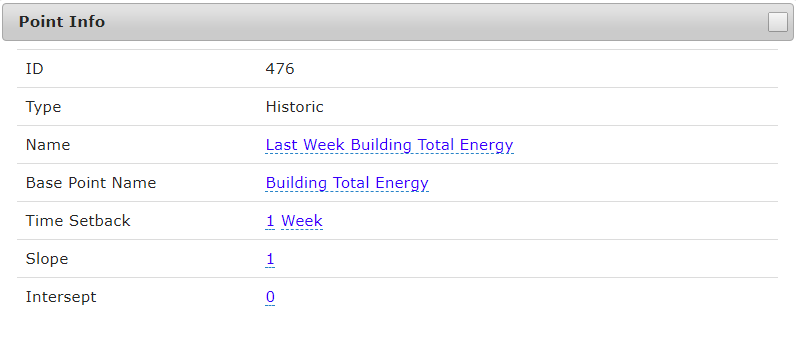 Point Info
ID 476
Type Historic
Name Last Week Building Total Energy
Base Point Name Building Total Energy
Time Setback 1 Week
Slope 1
Intersept 0